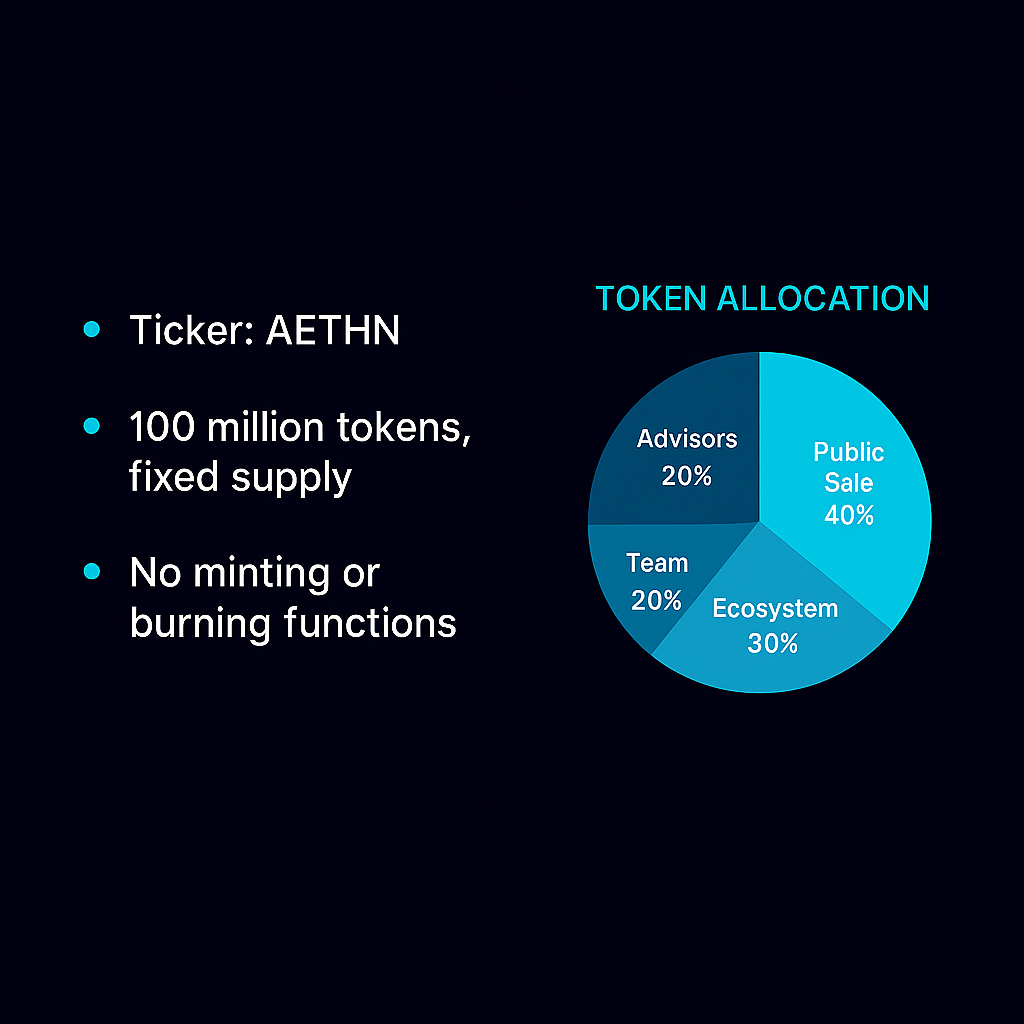 Ticker: AETHN
100 million tokens,
fixed supply
No minting or
burning functions
TOKEN ALLOCATION
Advisors
20%
Public
Sale
40%
Team
20%
Ecosystem
30%